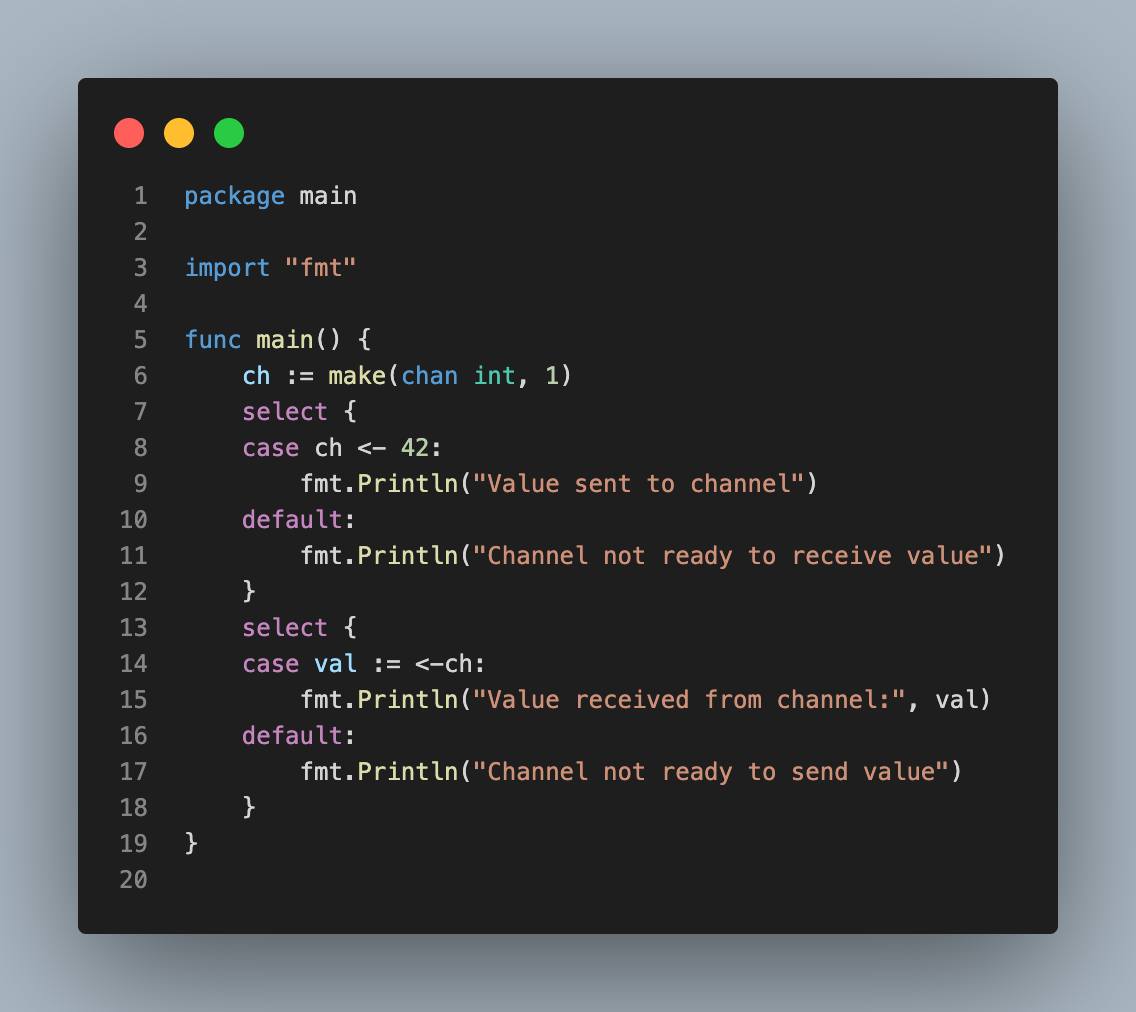 1 package main
2
3 import "fmt"
4
5 func main() {
6     ch := make(chan int, 1)
7     select {
8     case ch <- 42:
9         fmt.Println("Value sent to channel")
10     default:
11         fmt.Println("Channel not ready to receive value")
12     }
13     select {
14     case val := <-ch:
15         fmt.Println("Value received from channel:", val)
16     default:
17         fmt.Println("Channel not ready to send value")
18     }
19 }
20